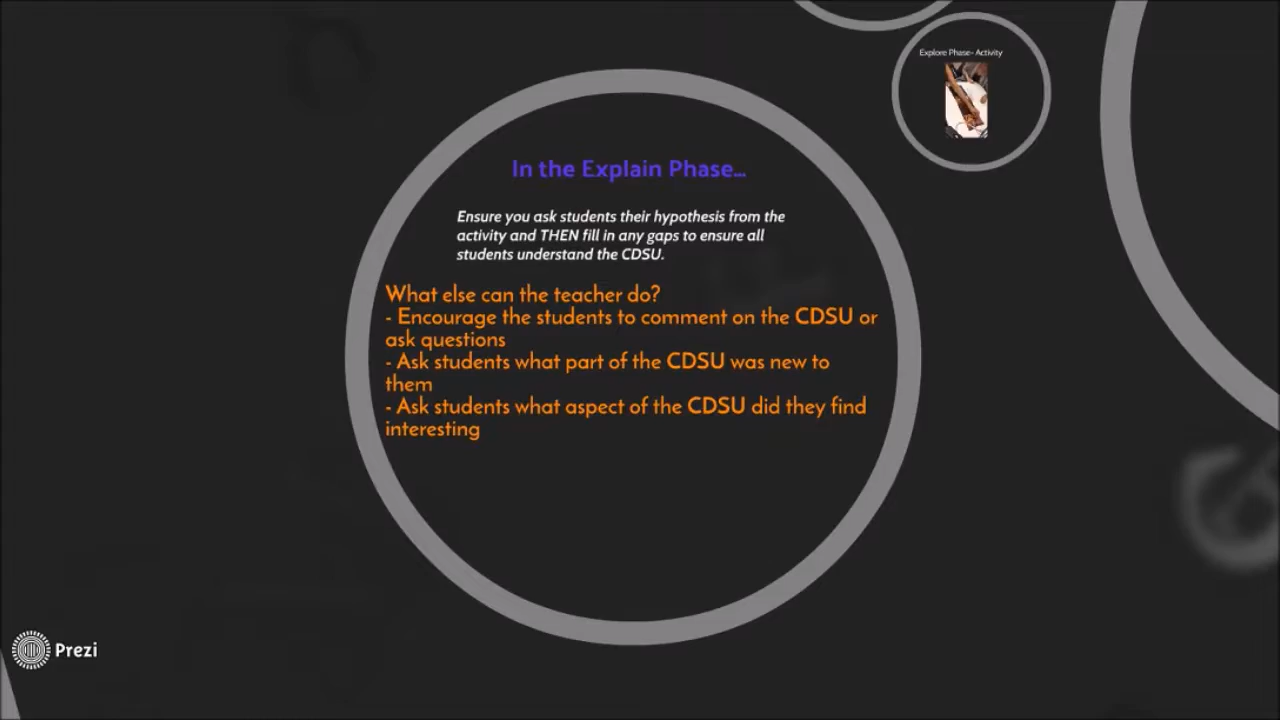 Explore Phase- Activity
In the Explain Phase...
Ensure you ask students their hypothesis from the
activity and THEN fill in any gaps to ensure all
students understand the CDSU.
What else can the teacher do?
- Encourage the students to comment on the CDSU or
ask questions
- Ask students what part of the CDSU was new to
them
- Ask students what aspect of the CDSU did they find
interesting
Prezi